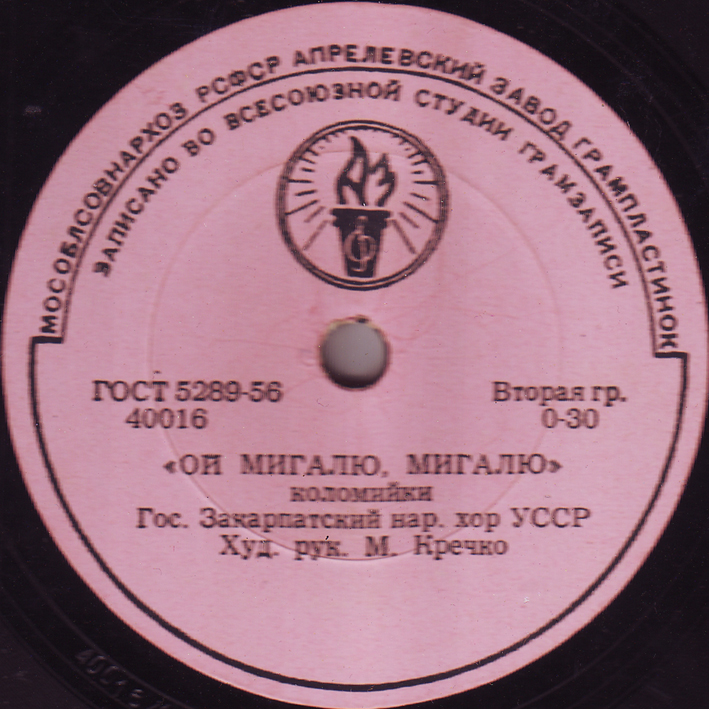 МОСОБЛСОВНАРХОЗ РСФСР АПРЕЛЕВСКИЙ ЗАВОД ГРАМПЛАСТИНОК
ЗАПИСАНО ВО ВСЕСОЮЗНОЙ СТУДИИ ГРАМЗАПИСИ
АЗ
ГОСТ 5289-56
Вторая гр.
40016
0-30
«ОЙ МИГАЛЮ, МИГАЛЮ»
коломийки
Гос. Закарпатский нар. хор УССР
Худ. рук. М. Кречко